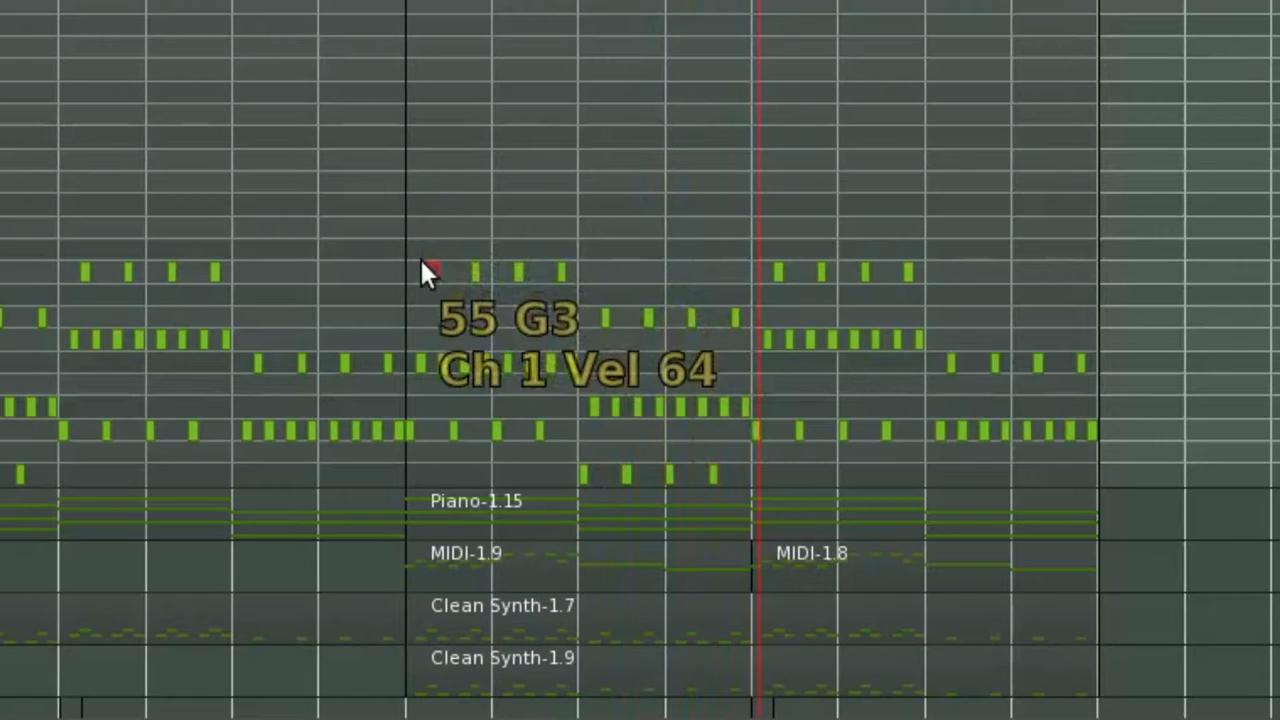 55 G3
Ch 1 Vel 64
Piano-1.15
MIDI-1.9
MIDI-1.8
Clean Synth-1.7
Clean Synth-1.9